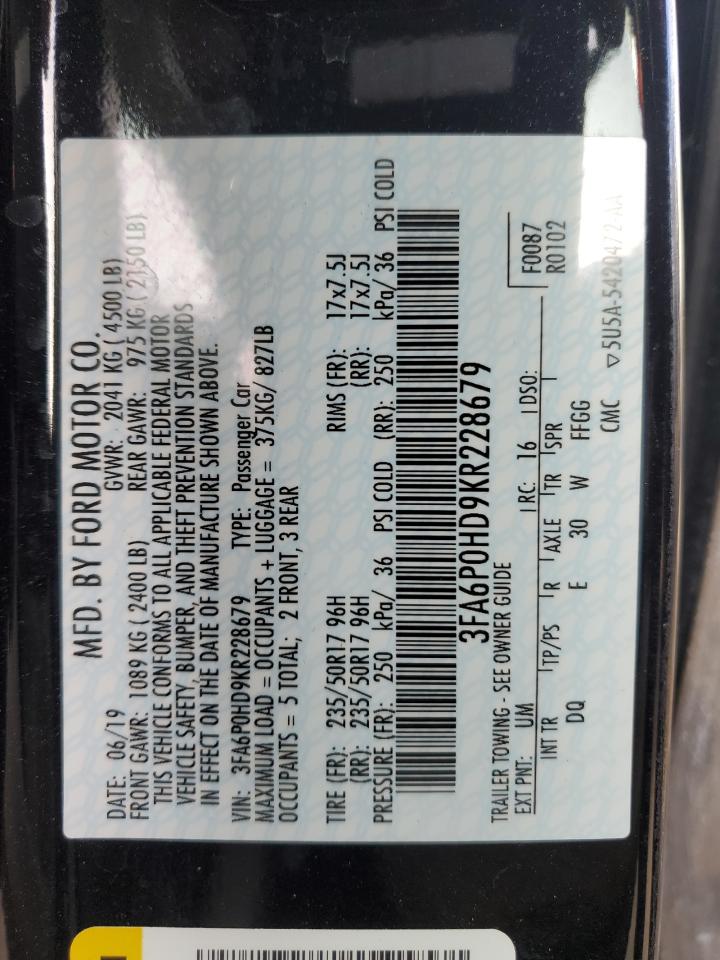 MFD. BY FORD MOTOR CO.
DATE: 06/19 GVWR: 2041 KG ( 4500 LB)
FRONT GAWR: 1089 KG ( 2400 LB) REAR GAWR: 975 KG ( 2150 LB)
THIS VEHICLE CONFORMS TO ALL APPLICABLE FEDERAL MOTOR
VEHICLE SAFETY, BUMPER, AND THEFT PREVENTION STANDARDS
IN EFFECT ON THE DATE OF MANUFACTURE SHOWN ABOVE.
VIN: 3FA6P0HD9KR228679 TYPE: Passenger Car
MAXIMUM LOAD = OCCUPANTS + LUGGAGE = 375KG/ 827LB
OCCUPANTS = 5 TOTAL; 2 FRONT, 3 REAR
TIRE (FR): 235/50R17 96H RIMS (FR): 17x7.5J
(RR): 235/50R17 96H (RR): 17x7.5J
PRESSURE (FR): 250 kPa/ 36 PSI COLD (RR): 250 kPa/ 36 PSI COLD
3FA6P0HD9KR228679
TRAILER TOWING - SEE OWNER GUIDE
EXT PNT: UM RC: 16 DSO: F0087
R0102
INT TR TP/PS R AXLE TR SPR
DQ E 30 W FFGG
CMC ▽5U5A-5420472-AA